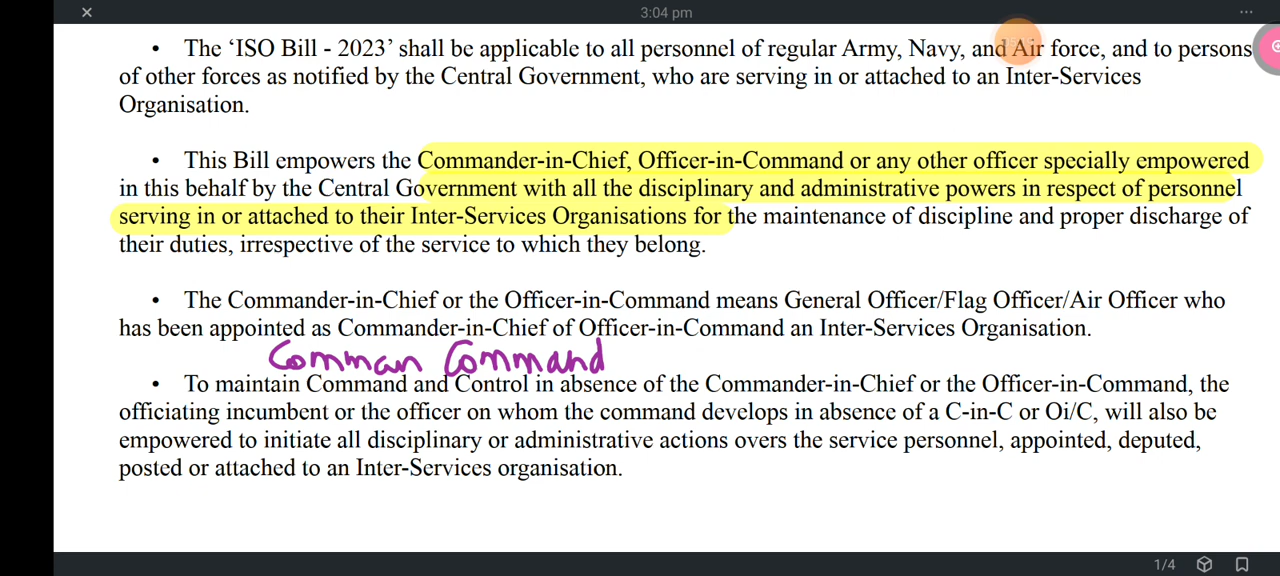 3:04 pm
• The ‘ISO Bill - 2023’ shall be applicable to all personnel of regular Army, Navy, and Air force, and to persons
of other forces as notified by the Central Government, who are serving in or attached to an Inter-Services
Organisation.
• This Bill empowers the Commander-in-Chief, Officer-in-Command or any other officer specially empowered
in this behalf by the Central Government with all the disciplinary and administrative powers in respect of personnel
serving in or attached to their Inter-Services Organisations for the maintenance of discipline and proper discharge of
their duties, irrespective of the service to which they belong.
• The Commander-in-Chief or the Officer-in-Command means General Officer/Flag Officer/Air Officer who
has been appointed as Commander-in-Chief of Officer-in-Command an Inter-Services Organisation.
Comman Command
• To maintain Command and Control in absence of the Commander-in-Chief or the Officer-in-Command, the
officiating incumbent or the officer on whom the command develops in absence of a C-in-C or Oi/C, will also be
empowered to initiate all disciplinary or administrative actions overs the service personnel, appointed, deputed,
posted or attached to an Inter-Services organisation.
1/4